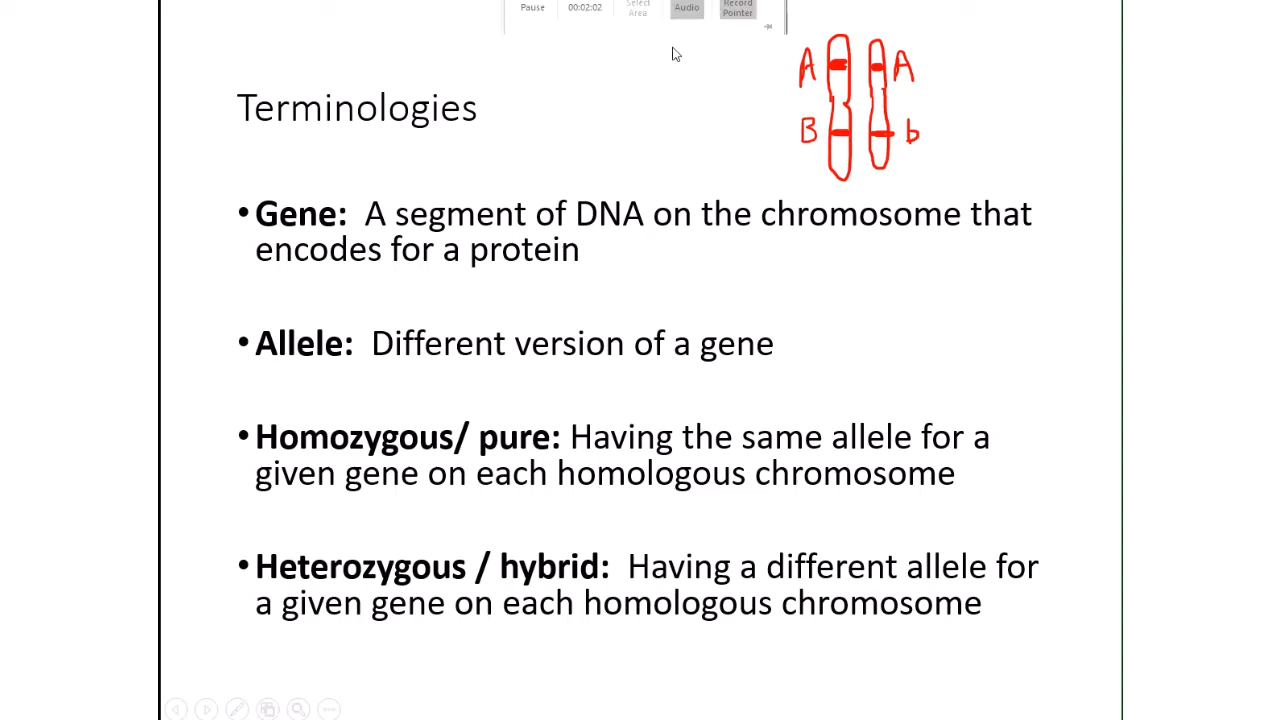 Pause 00:02:02 Select Area Audio Record Pointer
A A
Terminologies
B b
• Gene: A segment of DNA on the chromosome that
encodes for a protein
• Allele: Different version of a gene
• Homozygous/ pure: Having the same allele for a
given gene on each homologous chromosome
• Heterozygous / hybrid: Having a different allele for
a given gene on each homologous chromosome